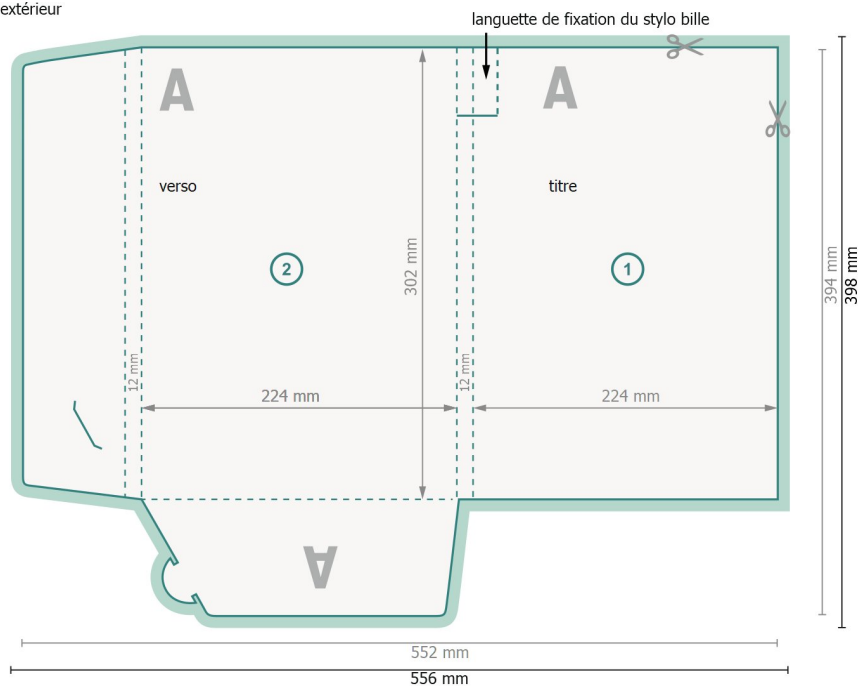 extérieur
languette de fixation du stylo bille
A
A
verso
titre
302 mm
2
1
394 mm
398 mm
12 mm
12 mm
224 mm
224 mm
A
552 mm
556 mm